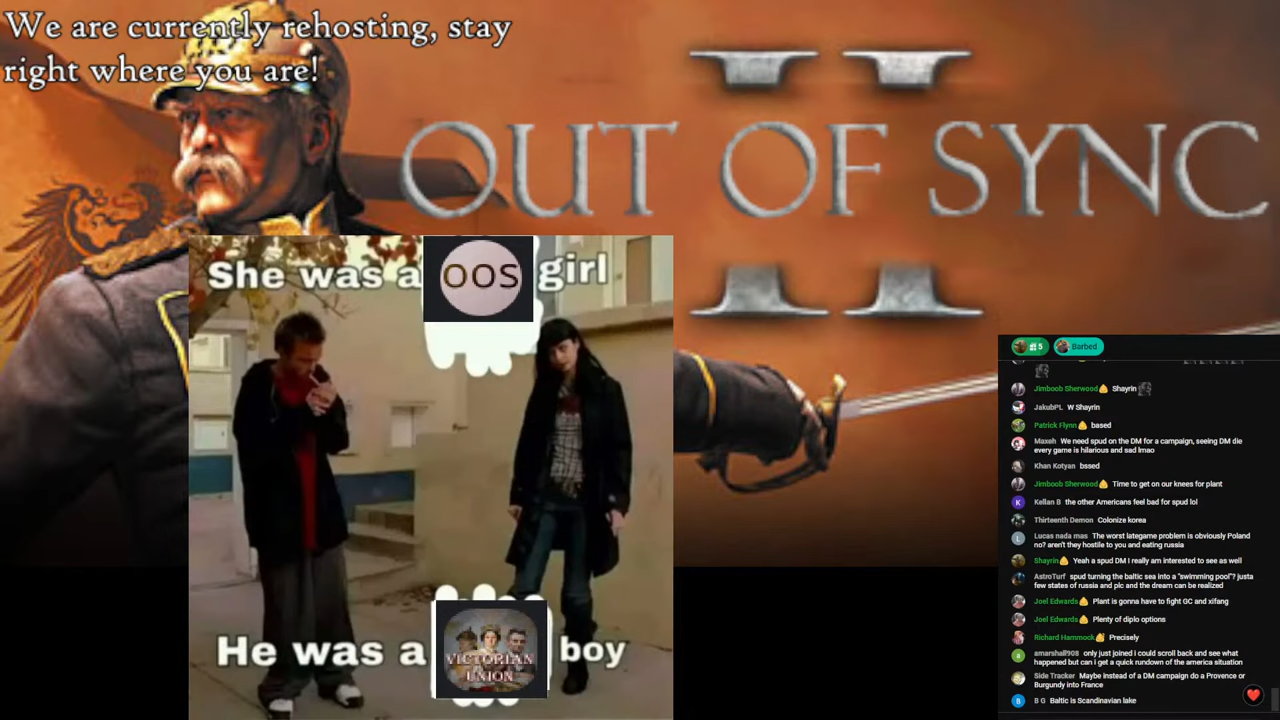 We are currently rehosting, stay
right where you are!
II
OUT OF SYNC
She was a OOS girl
He was a VICTORIAN UNION boy
5 Barbed
Jimboob Sherwood Shayrin
JakubPL W Shayrin
Patrick Flynn based
Maxeh We need spud on the DM for a campaign, seeing DM die
every game is hilarious and sad lmao
Khan Kotyan bssed
Jimboob Sherwood Time to get on our knees for plant
K Kellan B the other Americans feel bad for spud lol
Thirteenth Demon Colonize korea
L Lucas nada mas The worst lategame problem is obviously Poland
no? aren't they hostile to you and eating russia
Shayrin Yeah a spud DM I really am interested to see as well
AstroTurf spud turning the baltic sea into a "swimming pool"? justa
few states of russia and plc and the dream can be realized
Joel Edwards Plant is gonna have to fight GC and xifang
Joel Edwards Plenty of diplo options
Richard Hammock Precisely
a amarshall908 only just joined i could scroll back and see what
happened but can i get a quick rundown of the america situation
Side Tracker Maybe instead of a DM campaign do a Provence or
Burgundy into France
B B G Baltic is Scandinavian lake